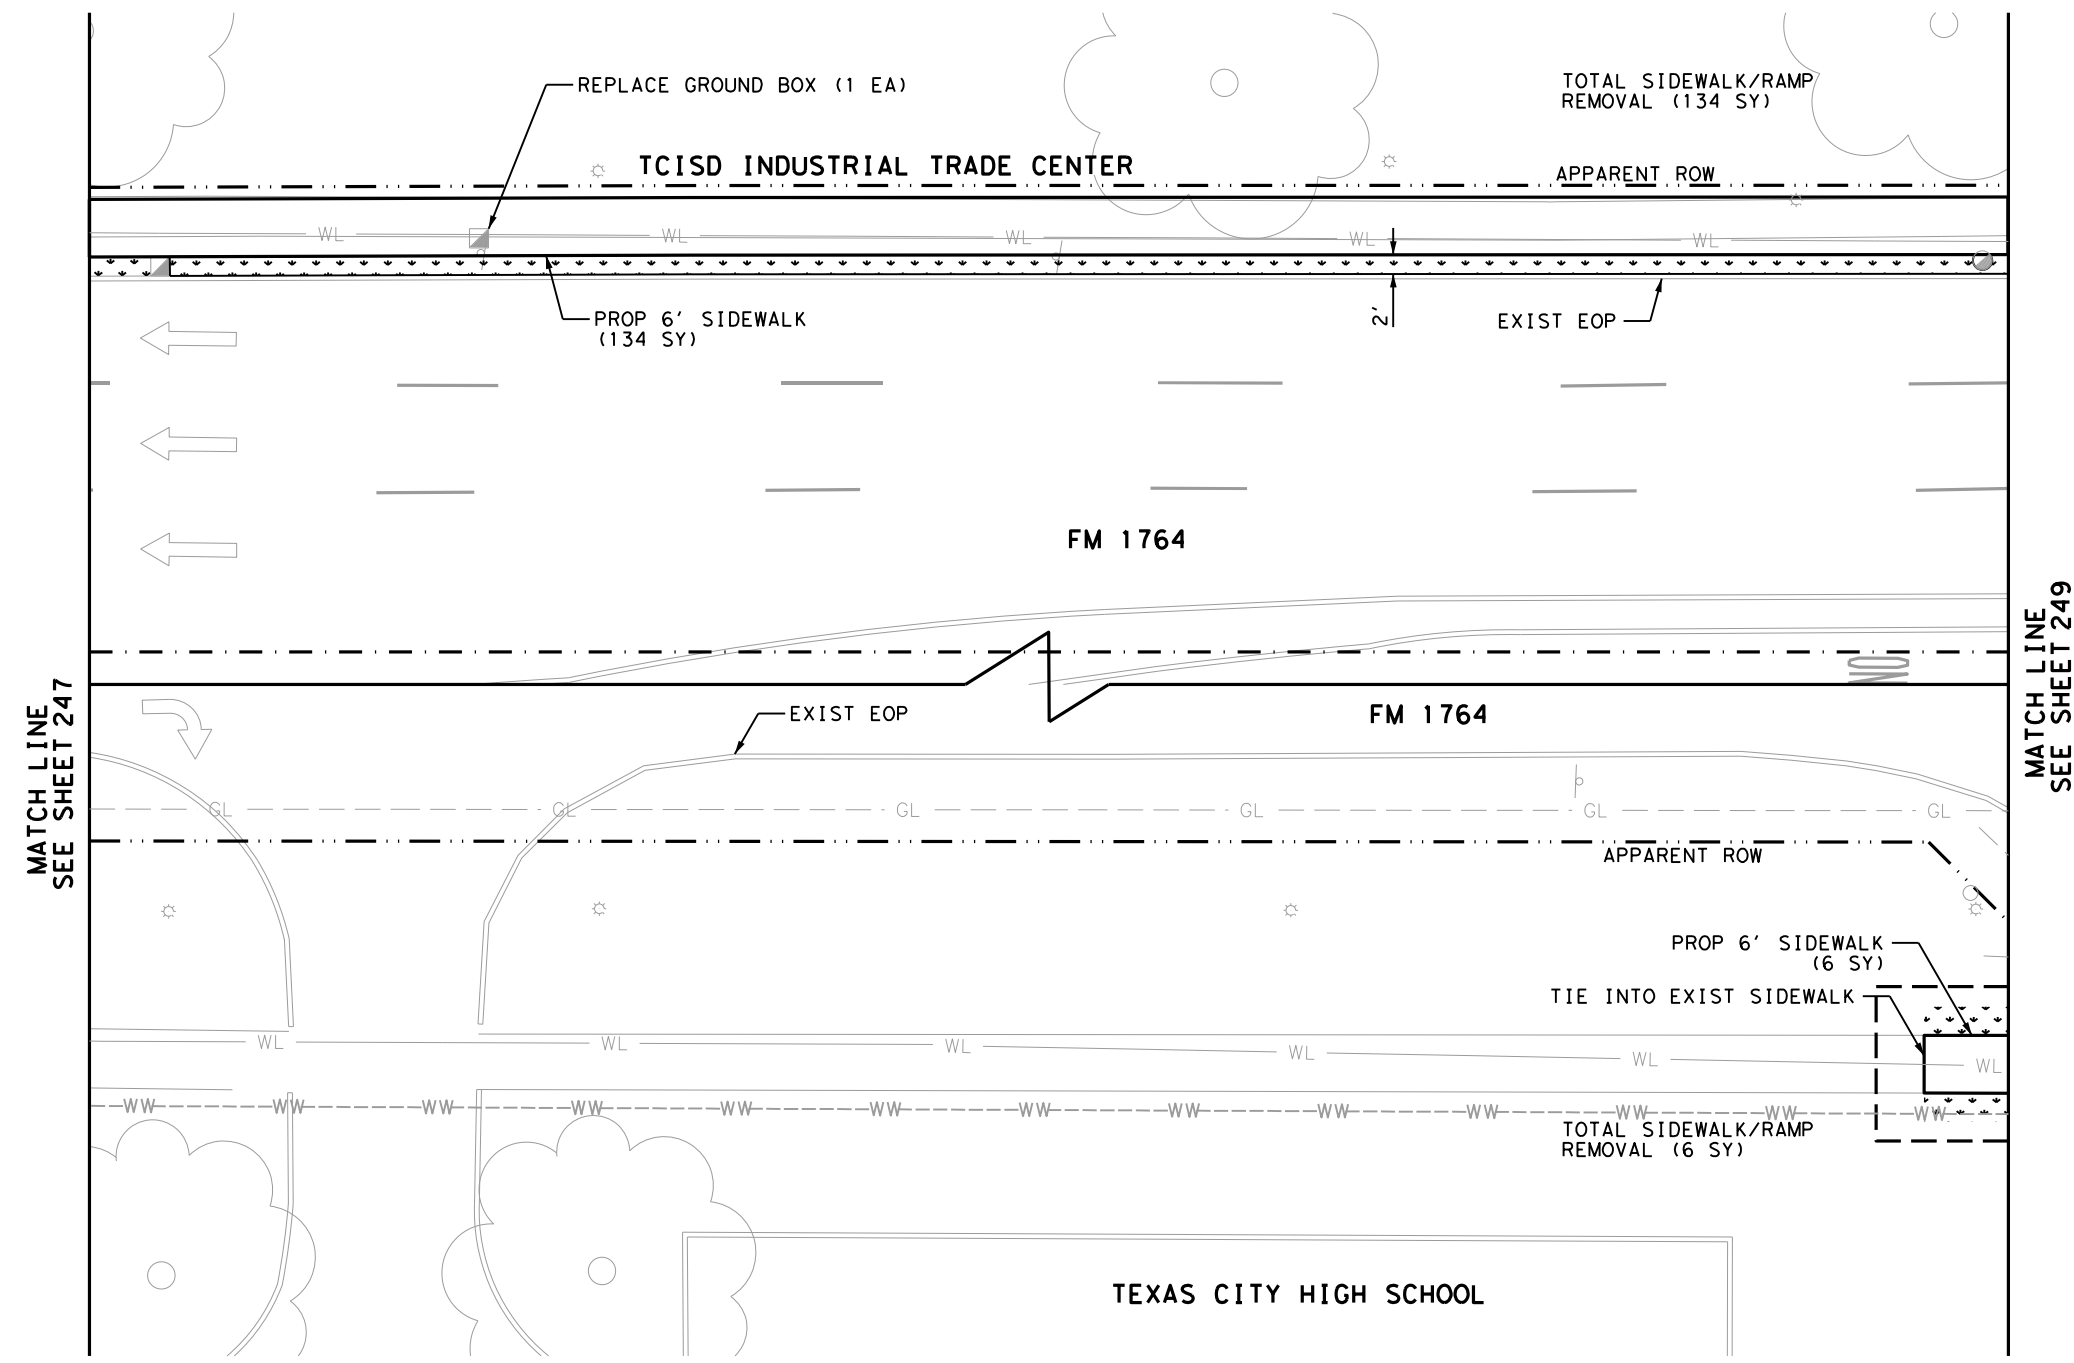 REPLACE GROUND BOX (1 EA)
TOTAL SIDEWALK/RAMP
REMOVAL (134 SY)
TCISD INDUSTRIAL TRADE CENTER
APPARENT ROW
WL WL WL WL WL
PROP 6' SIDEWALK
(134 SY)
2'
EXIST EOP
FM 1764
NO
MATCH LINE
SEE SHEET 247
MATCH LINE
SEE SHEET 249
EXIST EOP
FM 1764
GL GL GL GL GL GL
APPARENT ROW
PROP 6' SIDEWALK
(6 SY)
TIE INTO EXIST SIDEWALK
WL WL WL WL WL WL
WW WW WW WW WW WW WW WW WW WW WW WW WW
TOTAL SIDEWALK/RAMP
REMOVAL (6 SY)
TEXAS CITY HIGH SCHOOL